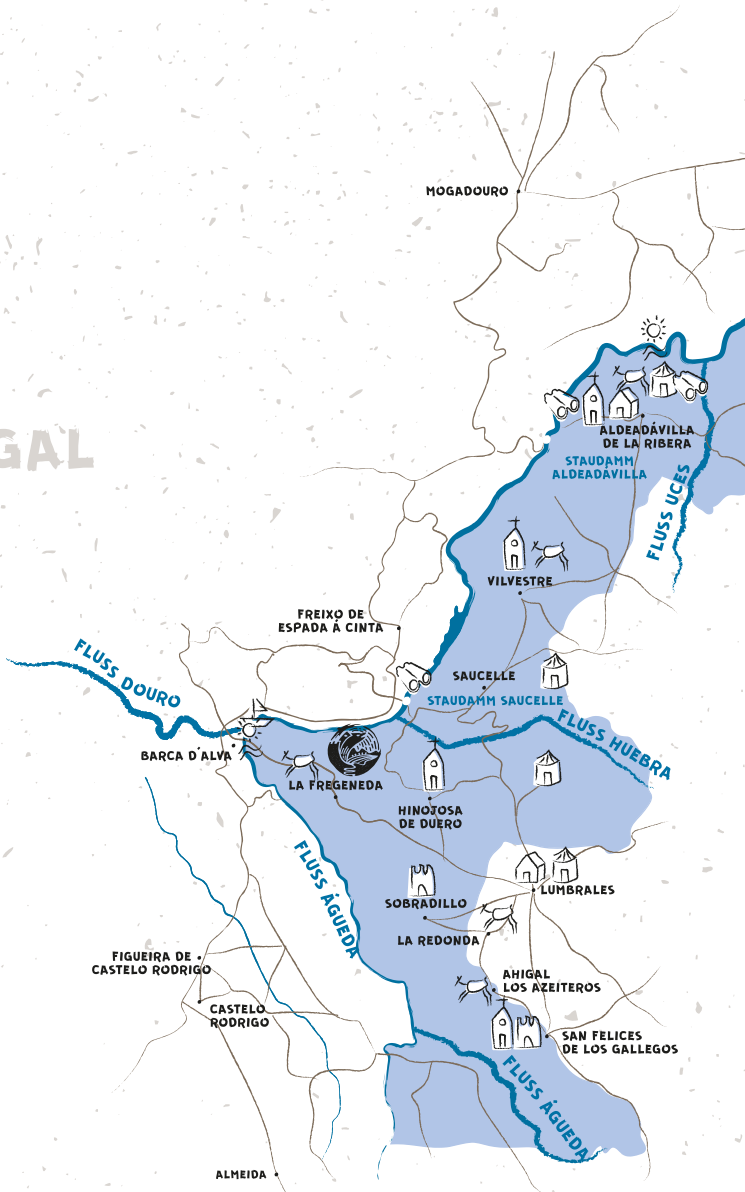 MOGADOURO
GAL
ALDEADÁVILLA
DE LA RIBERA
STAUDAMM
ALDEADÁVILLA
FLUSS UCES
VILVESTRE
FREIXO DE
ESPADA Á CINTA
FLUSS DOURO
SAUCELLE
STAUDAMM SAUCELLE
FLUSS HUEBRA
BARCA D'ALVA
LA FREGENEDA
HINOJOSA
DE DUERO
FLUSS ÁGUEDA
LUMBRALES
SOBRADILLO
LA REDONDA
FIGUEIRA DE
CASTELO RODRIGO
AHIGAL
LOS AZEITEROS
CASTELO
RODRIGO
SAN FELICES
DE LOS GALLEGOS
FLUSS ÁGUEDA
ALMEIDA